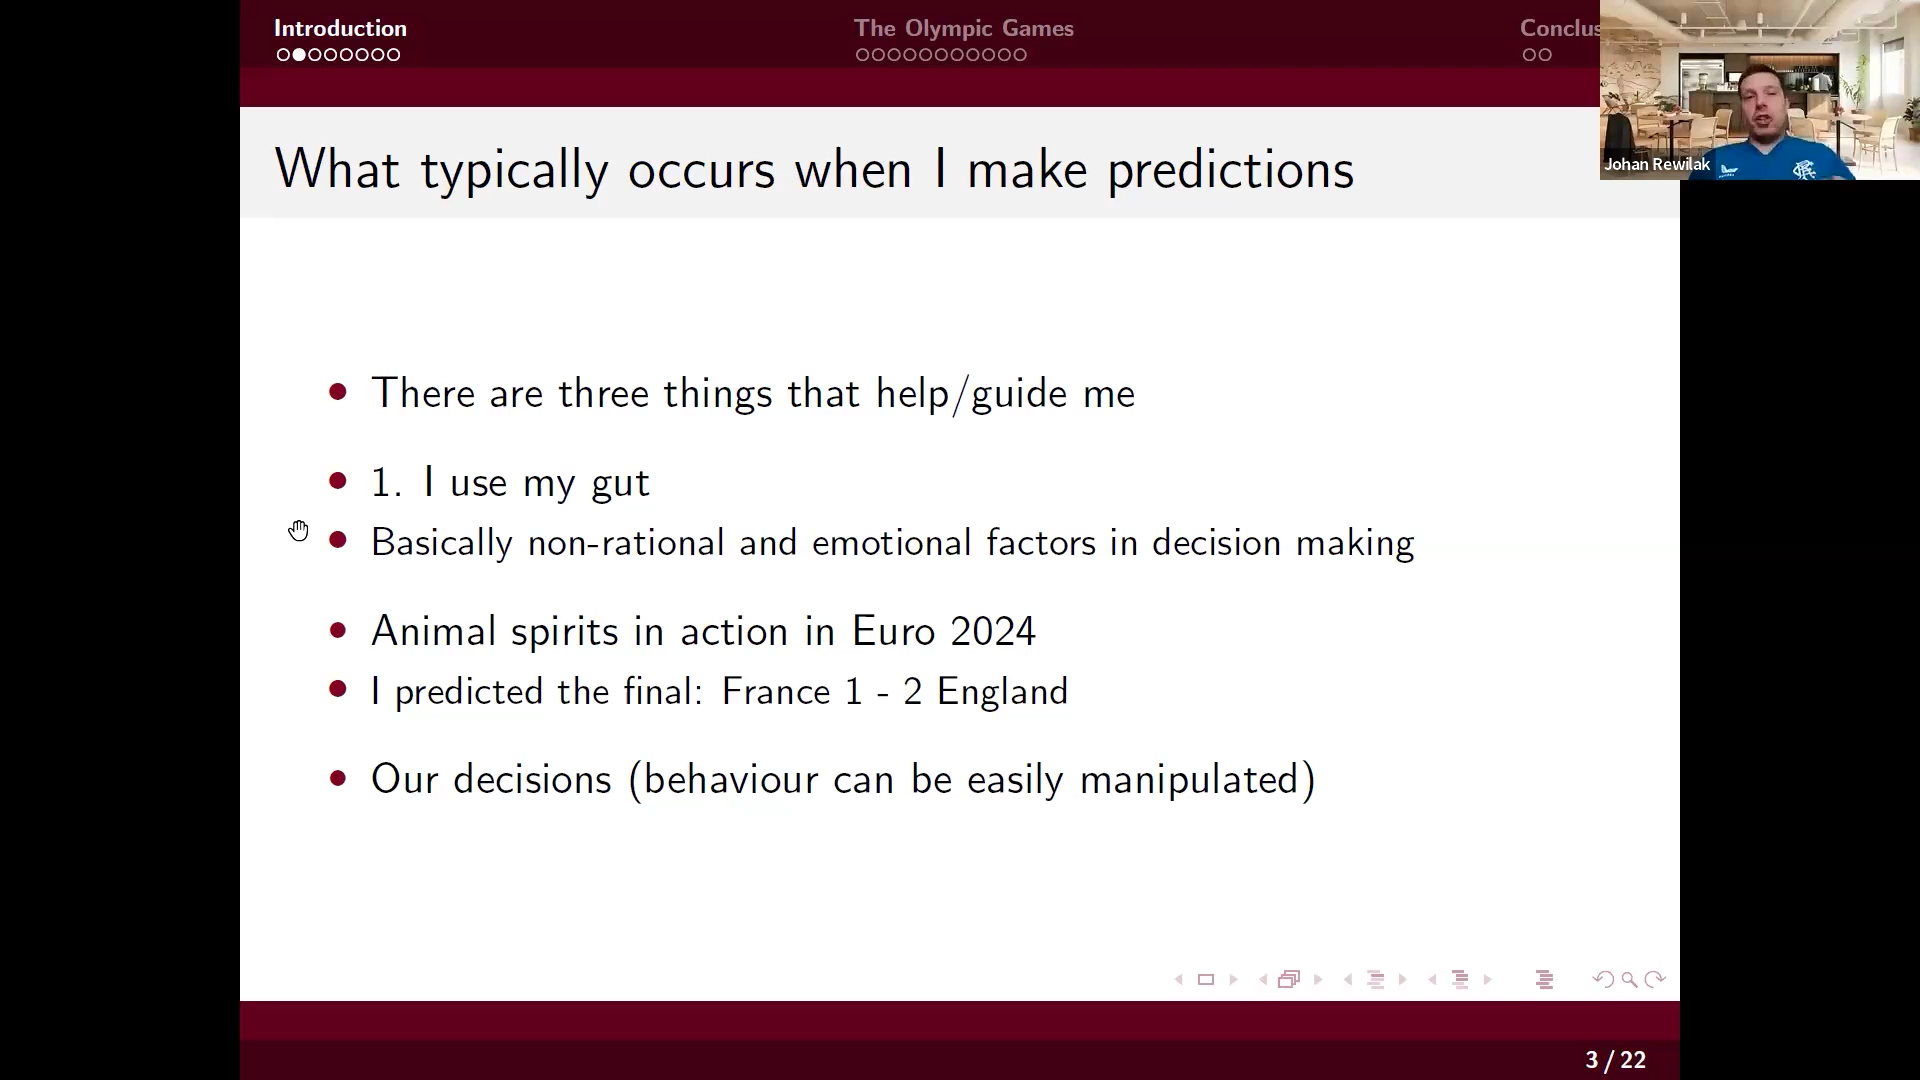 Introduction
The Olympic Games
Conclus
Johan Rewilak
What typically occurs when I make predictions
There are three things that help/guide me
1. I use my gut
Basically non-rational and emotional factors in decision making
Animal spirits in action in Euro 2024
I predicted the final: France 1 - 2 England
Our decisions (behaviour can be easily manipulated)
3 / 22